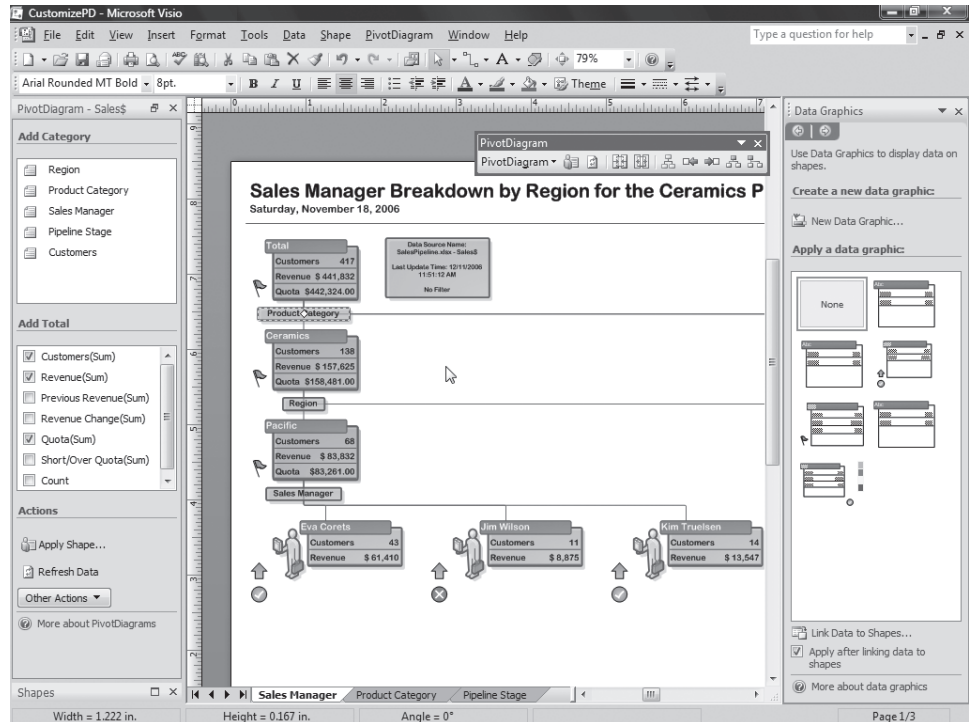 CustomizePD - Microsoft Visio
File Edit View Insert Format Tools Data Shape PivotDiagram Window Help
Type a question for help
79%
Arial Rounded MT Bold 8pt.
B I U
A
Theme
PivotDiagram - Sales$
Add Category
Region
Product Category
Sales Manager
Pipeline Stage
Customers
Add Total
Customers(Sum)
Revenue(Sum)
Previous Revenue(Sum)
Revenue Change(Sum)
Quota(Sum)
Short/Over Quota(Sum)
Count
Actions
Apply Shape...
Refresh Data
Other Actions
More about PivotDiagrams
Shapes
0 1 2 3 4 5 6 7
PivotDiagram
PivotDiagram
Sales Manager Breakdown by Region for the Ceramics P
Saturday, November 18, 2006
Total
Customers 417
Revenue $ 441,832
Quota $442,324.00
Data Source Name:
SalesPipeline.xlsx - Sales$
Last Update Time: 12/11/2006
11:51:12 AM
No Filter
Product Category
Ceramics
Customers 138
Revenue $ 157,625
Quota $158,481.00
Region
Pacific
Customers 68
Revenue $ 83,832
Quota $83,261.00
Sales Manager
Eva Corets
Customers 43
Revenue $ 61,410
Jim Wilson
Customers 11
Revenue $ 8,875
Kim Truelsen
Customers 14
Revenue $ 13,547
Sales Manager Product Category Pipeline Stage
Data Graphics
Use Data Graphics to display data on
shapes.
Create a new data graphic:
New Data Graphic...
Apply a data graphic:
None
Abc
Link Data to Shapes...
Apply after linking data to
shapes
More about data graphics
Width = 1.222 in. Height = 0.167 in. Angle = 0° Page 1/3